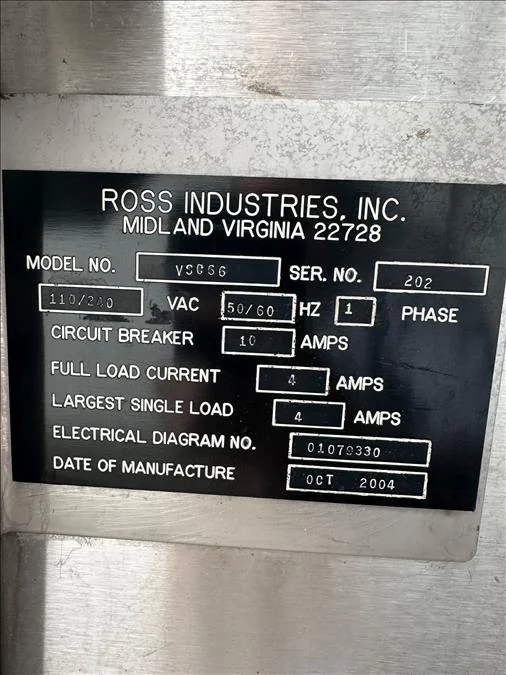 ROSS INDUSTRIES, INC.
MIDLAND VIRGINIA 22728
MODEL NO. SER. NO. 202
110/240 VAC 50/60 HZ 1 PHASE
CIRCUIT BREAKER 10 AMPS
FULL LOAD CURRENT 4 AMPS
LARGEST SINGLE LOAD 4 AMPS
ELECTRICAL DIAGRAM NO.
DATE OF MANUFACTURE OCT 2004